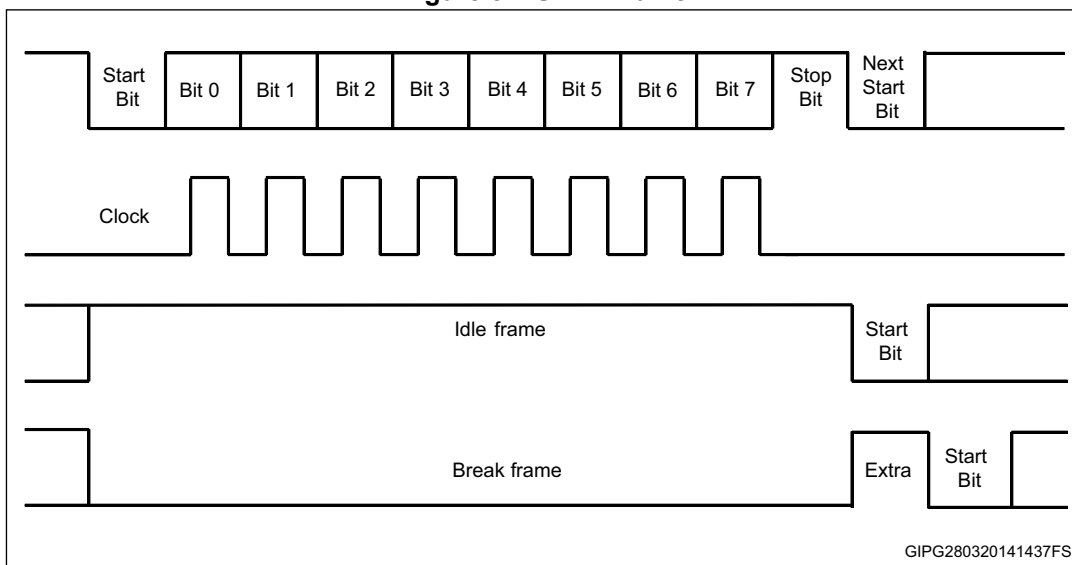 Start
Bit
Bit 0
Bit 1
Bit 2
Bit 3
Bit 4
Bit 5
Bit 6
Bit 7
Stop
Bit
Next
Start
Bit
Clock
Idle frame
Start
Bit
Break frame
Extra
Start
Bit
GIPG280320141437FS